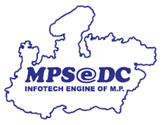 MPS@DC
INFOTECH ENGINE OF M.P.